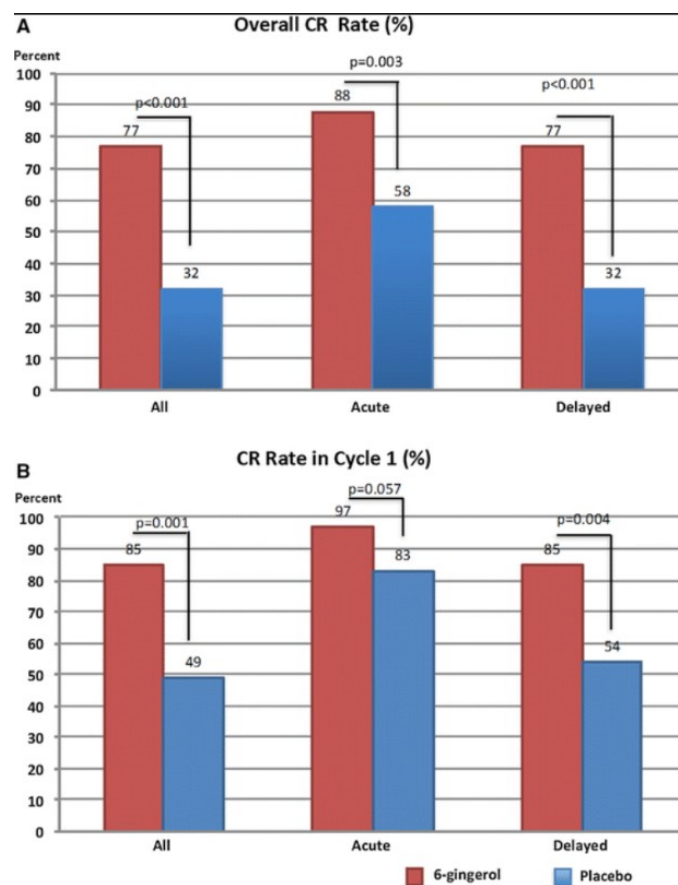 A
Overall CR Rate (%)
Percent
p=0.003
100
90
p<0.001
88
p<0.001
80
77
77
70
60
58
50
40
32
32
30
20
10
0
All
Acute
Delayed
B
CR Rate in Cycle 1 (%)
Percent
p=0.057
100
p=0.001
97
p=0.004
90
85
83
85
80
70
60
54
50
49
40
30
20
10
0
All
Acute
Delayed
6-gingerol
Placebo